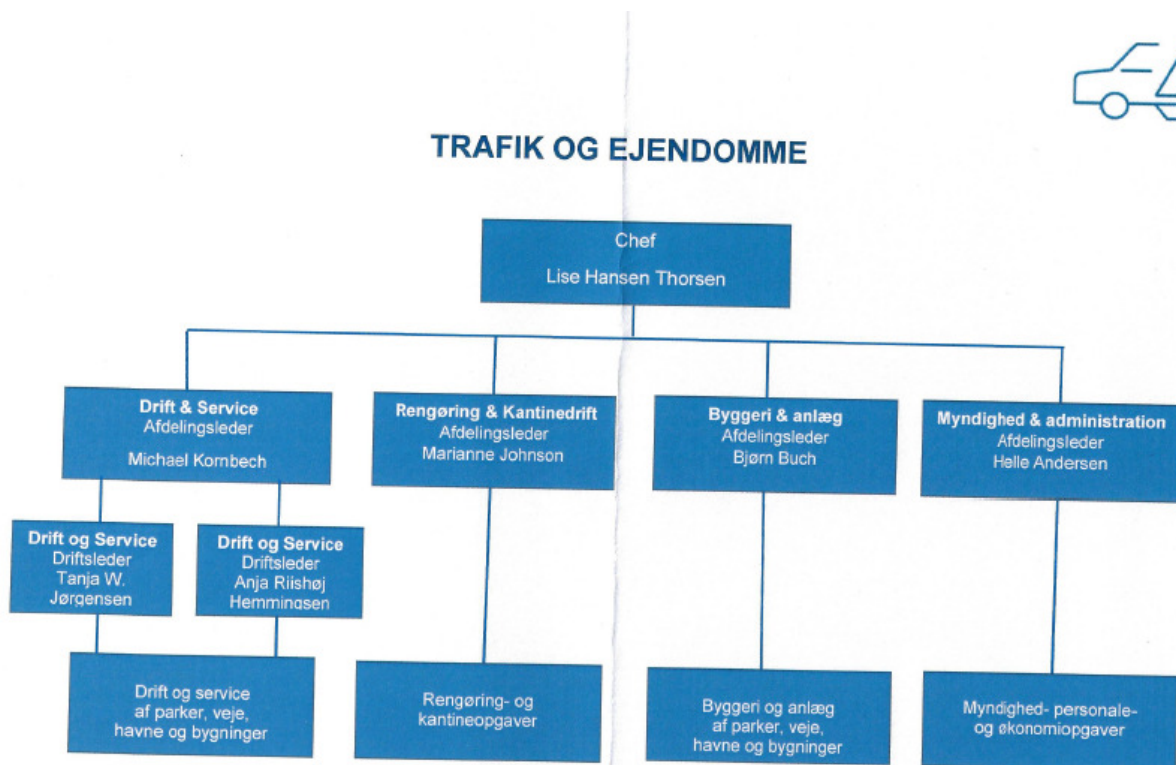 TRAFIK OG EJENDOMME
Chef
Lise Hansen Thorsen
Drift & Service
Afdelingsleder
Michael Kornbech
Rengøring & Kantinedrift
Afdelingsleder
Marianne Johnson
Byggeri & anlæg
Afdelingsleder
Bjørn Buch
Myndighed & administration
Afdelingsleder
Helle Andersen
Drift og Service
Driftsleder
Tanja W.
Jørgensen
Drift og Service
Driftsleder
Anja Riishøj
Hemmingsen
Drift og service
af parker, veje,
havne og bygninger
Rengøring- og
kantineopgaver
Byggeri og anlæg
af parker, veje,
havne og bygninger
Myndighed- personale-
og økonomiopgaver